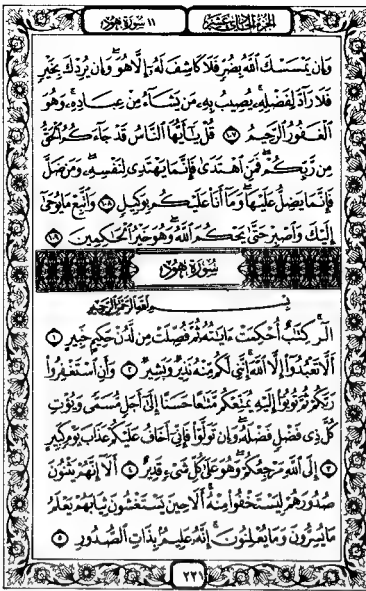 الجزء الحادي عشر
١١ سورة هود
وَإِن يَمْسَسْكَ ٱللَّهُ بِضُرٍّ فَلَا كَاشِفَ لَهُۥٓ إِلَّا هُوَ ۖ وَإِن يُرِدْكَ بِخَيْرٍ
فَلَا رَآدَّ لِفَضْلِهِۦ ۚ يُصِيبُ بِهِۦ مَن يَشَآءُ مِنْ عِبَادِهِۦ ۚ وَهُوَ
ٱلْغَفُورُ ٱلرَّحِيمُ ١٠٧ قُلْ يَـٰٓأَيُّهَا ٱلنَّاسُ قَدْ جَآءَكُمُ ٱلْحَقُّ
مِن رَّبِّكُمْ ۖ فَمَنِ ٱهْتَدَىٰ فَإِنَّمَا يَهْتَدِى لِنَفْسِهِۦ ۖ وَمَن ضَلَّ
فَإِنَّمَا يَضِلُّ عَلَيْهَا ۖ وَمَآ أَنَا۠ عَلَيْكُم بِوَكِيلٍ ١٠٨ وَٱتَّبِعْ مَا يُوحَىٰٓ
إِلَيْكَ وَٱصْبِرْ حَتَّىٰ يَحْكُمَ ٱللَّهُ ۚ وَهُوَ خَيْرُ ٱلْحَـٰكِمِينَ ١٠٩
سُورَةُ هُودٍ
بِسْمِ ٱللَّهِ ٱلرَّحْمَـٰنِ ٱلرَّحِيمِ
الٓر ۚ كِتَـٰبٌ أُحْكِمَتْ ءَايَـٰتُهُۥ ثُمَّ فُصِّلَتْ مِن لَّدُنْ حَكِيمٍ خَبِيرٍ ١
أَلَّا تَعْبُدُوٓا۟ إِلَّا ٱللَّهَ ۚ إِنَّنِى لَكُم مِّنْهُ نَذِيرٌ وَبَشِيرٌ ٢ وَأَنِ ٱسْتَغْفِرُوا۟
رَبَّكُمْ ثُمَّ تُوبُوٓا۟ إِلَيْهِ يُمَتِّعْكُم مَّتَـٰعًا حَسَنًا إِلَىٰٓ أَجَلٍ مُّسَمًّى وَيُؤْتِ
كُلَّ ذِى فَضْلٍ فَضْلَهُۥ ۖ وَإِن تَوَلَّوْا۟ فَإِنِّىٓ أَخَافُ عَلَيْكُمْ عَذَابَ يَوْمٍ كَبِيرٍ
٣ إِلَى ٱللَّهِ مَرْجِعُكُمْ ۖ وَهُوَ عَلَىٰ كُلِّ شَىْءٍ قَدِيرٌ ٤ أَلَآ إِنَّهُمْ يَثْنُونَ
صُدُورَهُمْ لِيَسْتَخْفُوا۟ مِنْهُ ۚ أَلَا حِينَ يَسْتَغْشُونَ ثِيَابَهُمْ يَعْلَمُ
مَا يُسِرُّونَ وَمَا يُعْلِنُونَ ۚ إِنَّهُۥ عَلِيمٌۢ بِذَاتِ ٱلصُّدُورِ ٥
٢٢١